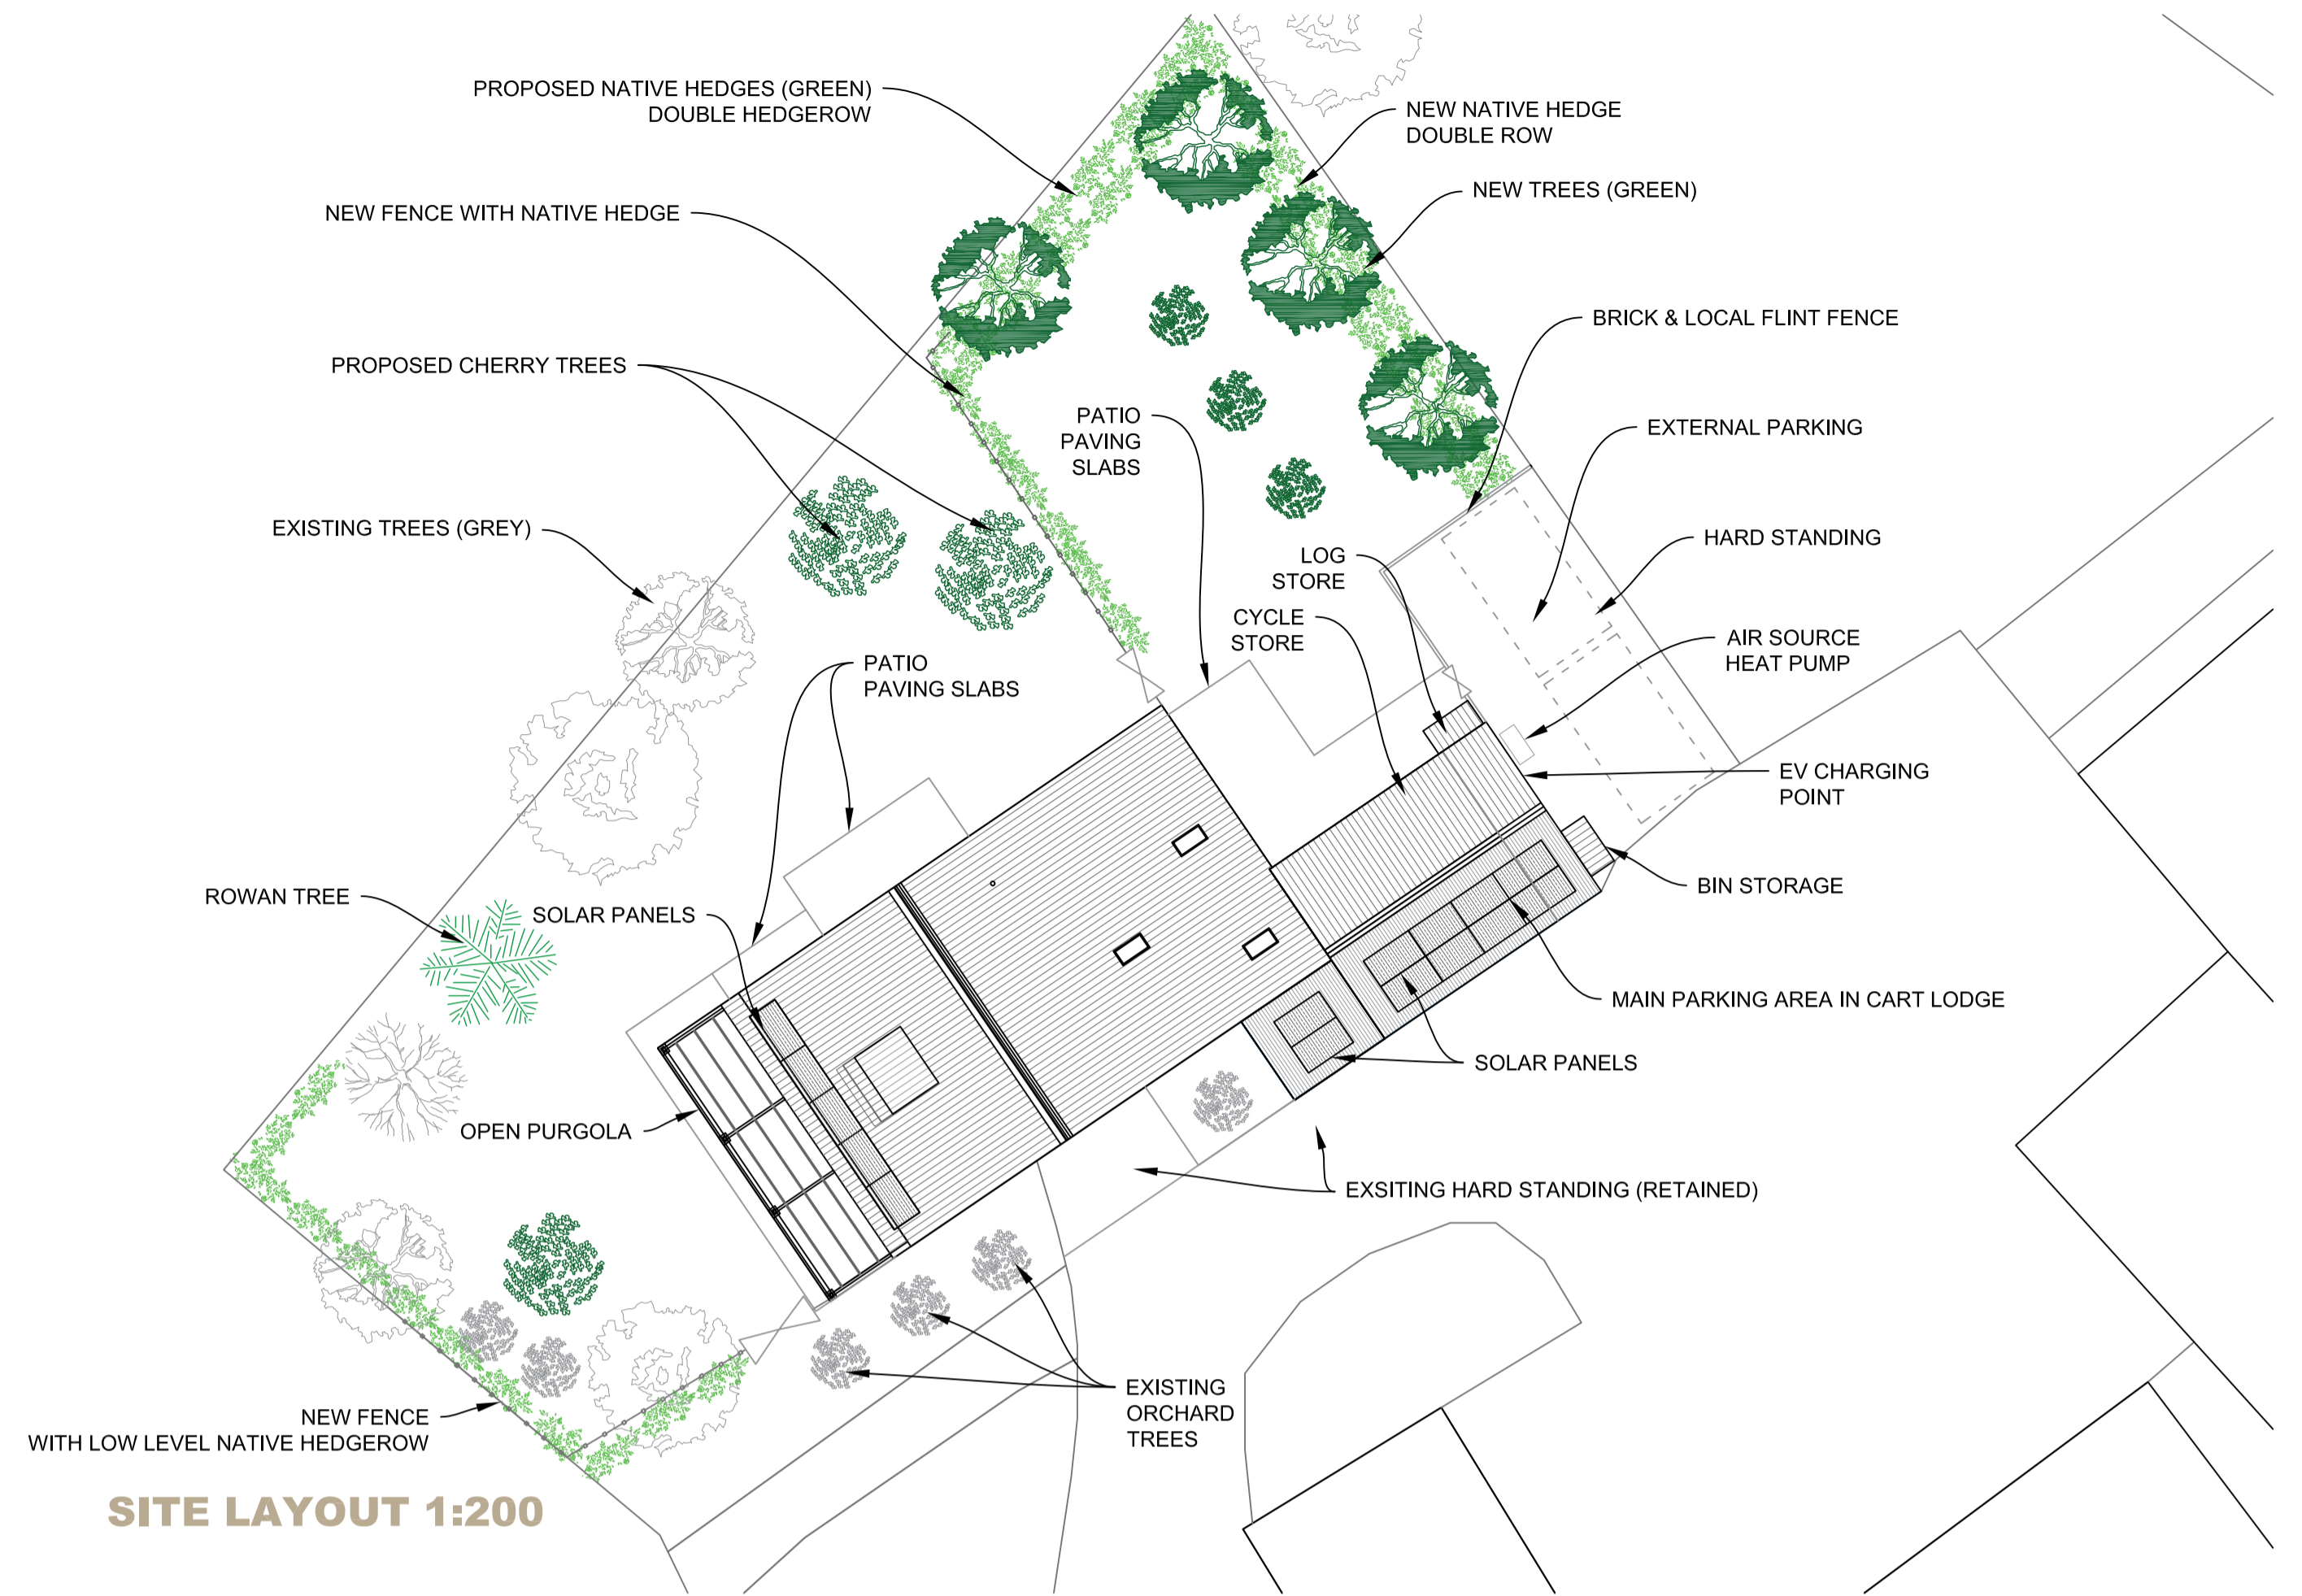 PROPOSED NATIVE HEDGES (GREEN)
DOUBLE HEDGEROW
NEW NATIVE HEDGE
DOUBLE ROW
NEW TREES (GREEN)
NEW FENCE WITH NATIVE HEDGE
BRICK & LOCAL FLINT FENCE
PROPOSED CHERRY TREES
PATIO
PAVING
SLABS
EXTERNAL PARKING
EXISTING TREES (GREY)
HARD STANDING
LOG
STORE
CYCLE
STORE
AIR SOURCE
HEAT PUMP
PATIO
PAVING SLABS
EV CHARGING
POINT
ROWAN TREE
SOLAR PANELS
BIN STORAGE
MAIN PARKING AREA IN CART LODGE
SOLAR PANELS
OPEN PURGOLA
EXSITING HARD STANDING (RETAINED)
EXISTING
ORCHARD
TREES
NEW FENCE
WITH LOW LEVEL NATIVE HEDGEROW
SITE LAYOUT 1:200